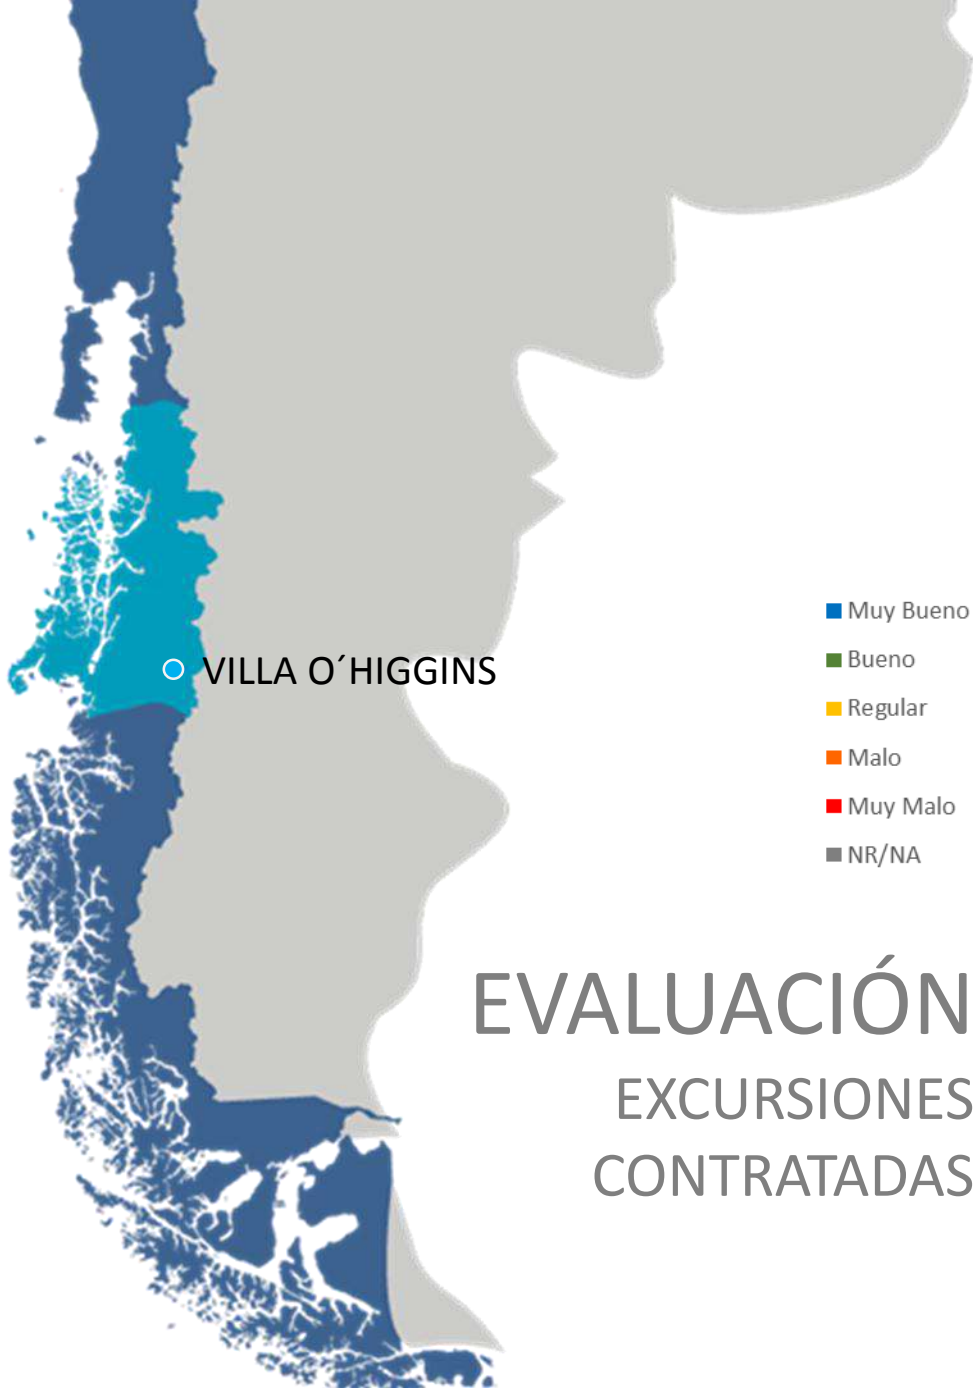 Muy Bueno
Bueno
VILLA O´HIGGINS
Regular
Malo
Muy Malo
NR/NA
EVALUACIÓN
EXCURSIONES
CONTRATADAS